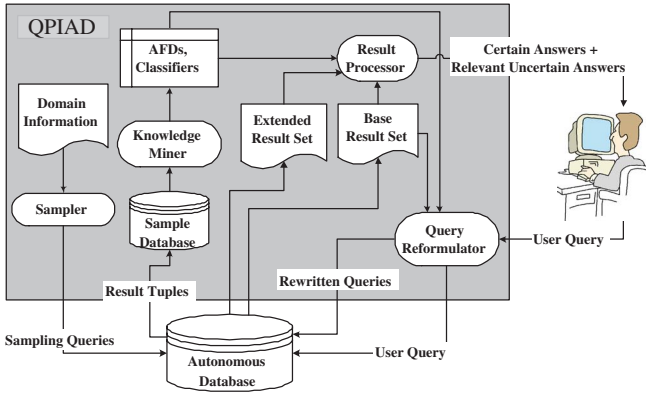 QPIAD
AFDs,
Classifiers
Result
Processor
Certain Answers +
Relevant Uncertain Answers
Domain
Information
Knowledge
Miner
Extended
Result Set
Base
Result Set
Sampler
Sample
Database
Query
Reformulator
User Query
Rewritten Queries
Result Tuples
Sampling Queries
Autonomous
Database
User Query